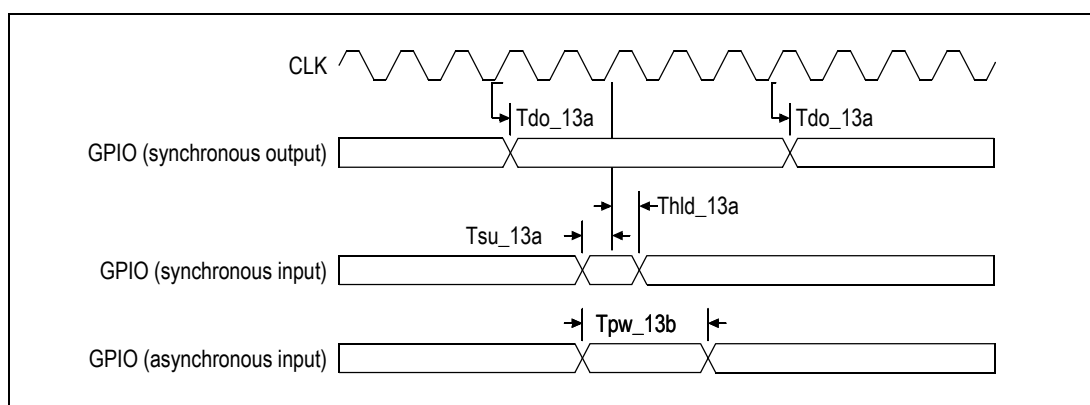 CLK
Tdo_13a
Tdo_13a
GPIO (synchronous output)
Thld_13a
Tsu_13a
GPIO (synchronous input)
Tpw_13b
GPIO (asynchronous input)